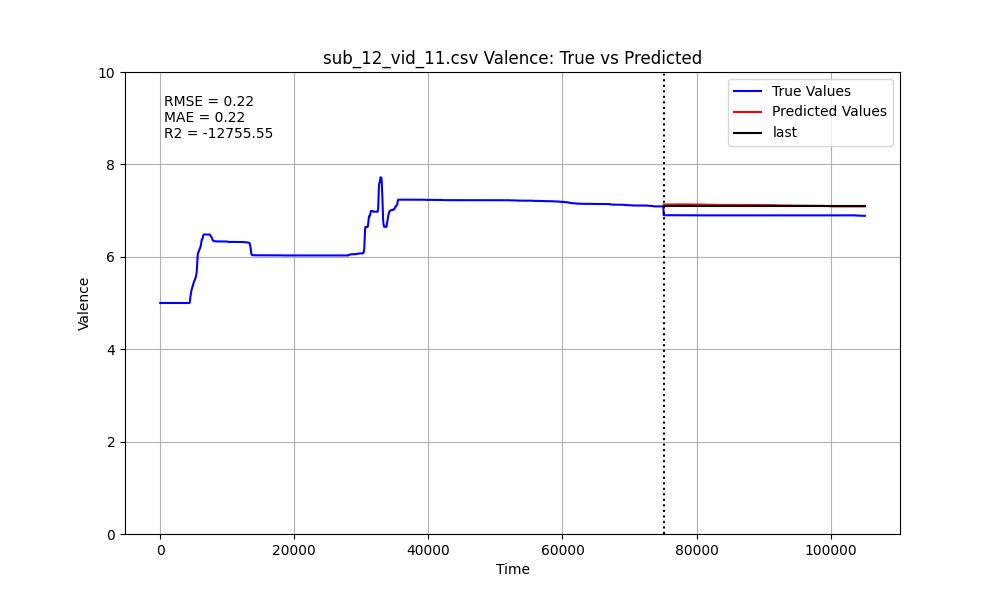 sub_12_vid_11.csv Valence: True vs Predicted
RMSE = 0.22
MAE = 0.22
R2 = -12755.55
True Values
Predicted Values
last
10
8
6
4
2
0
Valence
0 20000 40000 60000 80000 100000
Time